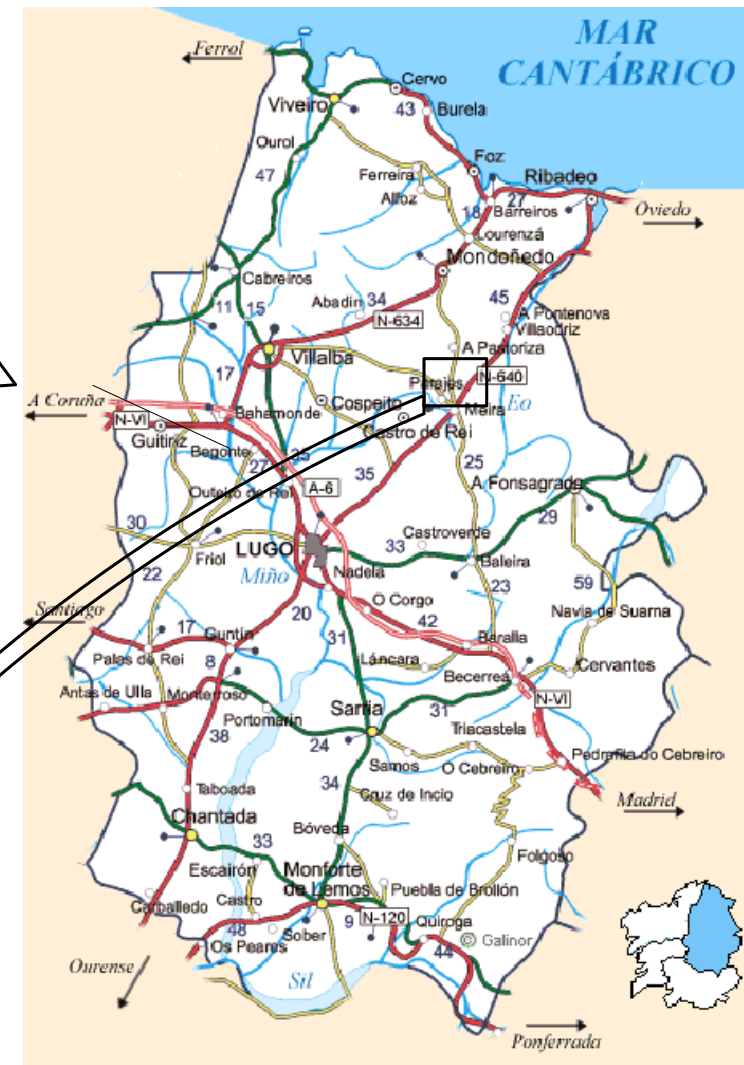 MAR
CANTÁBRICO
Ferrol
Cervo
Viveiro
43
Burela
Ourol
47
Foz
Ferreira
Alfoz
Ribadeo
27
18
Barreiros
Oviedo
Lourenzá
Mondoñedo
Cabreiros
45
11
15
Abadin
34
N-634
A Pontenova
Villaodriz
Villalba
A Pastoriza
17
Parajes
N-640
A Coruña
Cospeito
Eo
N-VI
Bahamonde
Meira
Guitiriz
Castro de Rei
Begonte
27
35
35
25
Outeiro de Rei
A-6
A Fonsagrada
30
29
Castroverde
LUGO
33
Friol
Baleira
22
Miño
Nadela
23
59
Santiago
20
O Corgo
Navia de Suarna
17
Guntín
31
42
Baralla
Palas de Rei
8
Láncara
Cervantes
Becerreá
Antas de Ulla
Monterroso
N-VI
Portomarín
Sarria
31
38
24
Triacastela
Samos
O Cebreiro
Pedrafita do Cebreiro
34
Taboada
Cruz de Incio
Madrid
Chantada
33
Bóveda
Escairón
Folgoso
Monforte
de Lemos
Puebla de Brollón
Carballedo
Castro
9
N-120
Quiroga
48
Sober
© Galinor
Os Peares
44
Ourense
Sil
Ponferrada